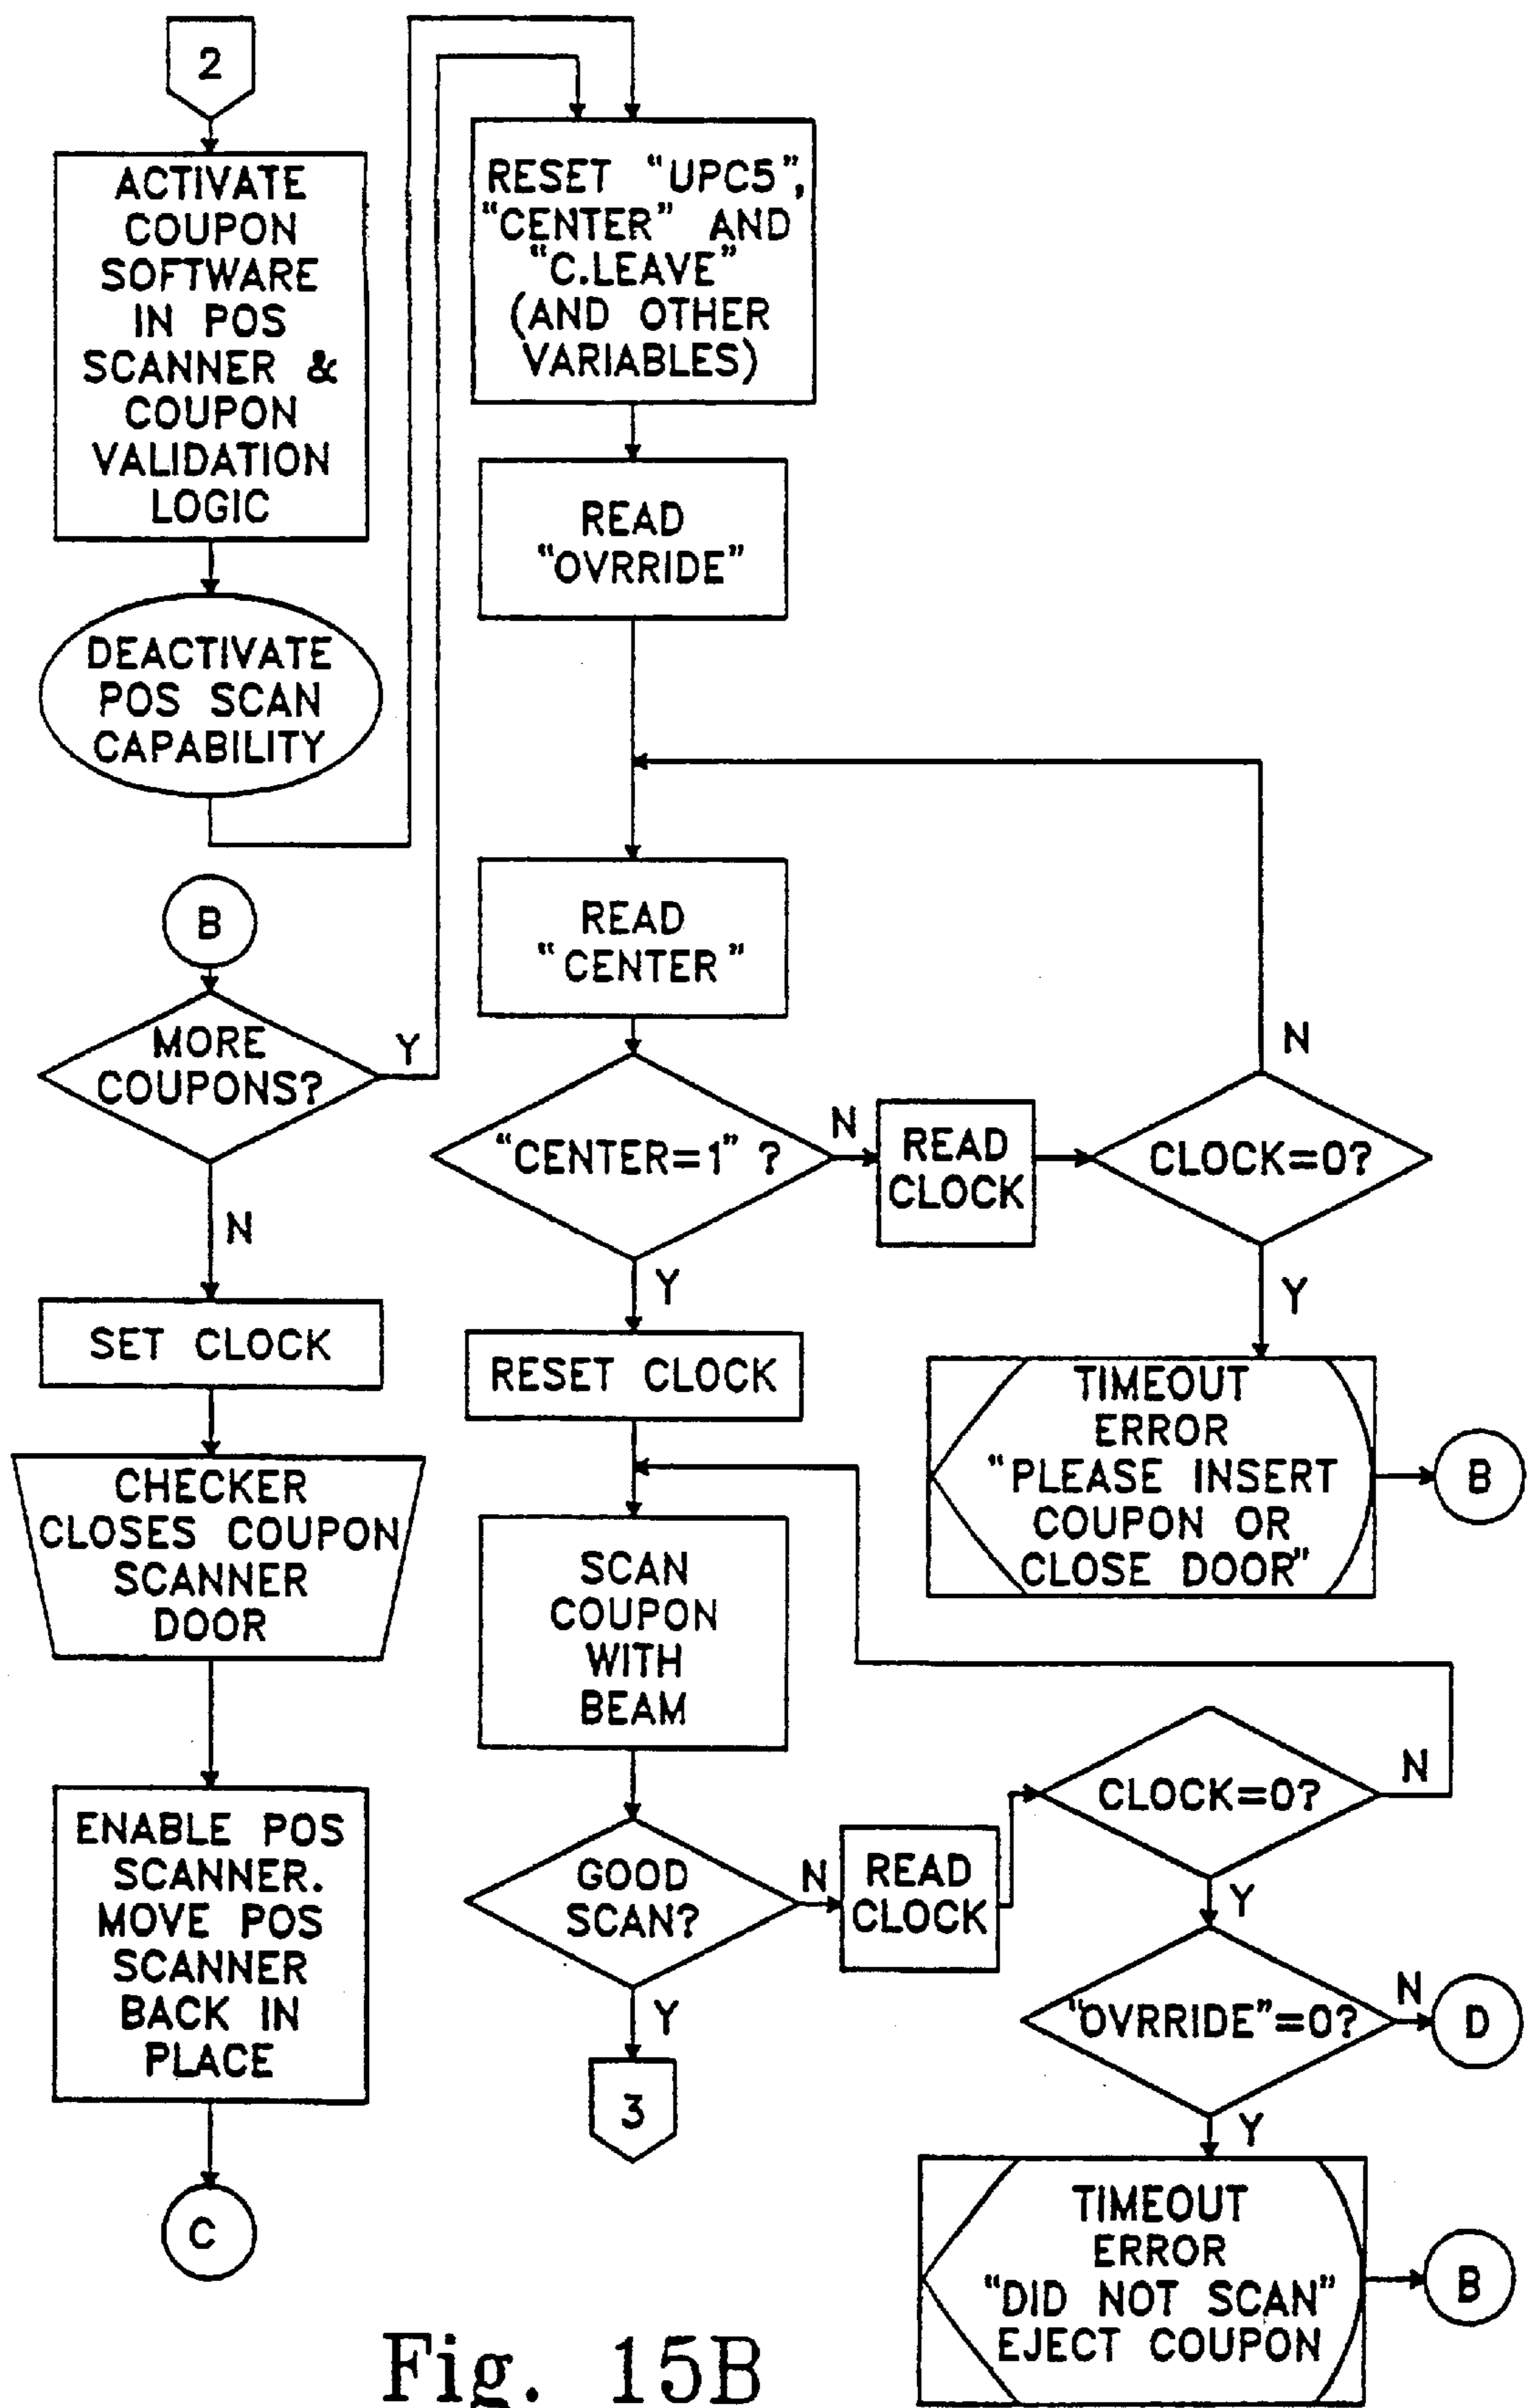 2
ACTIVATE
COUPON
SOFTWARE
IN POS
SCANNER &
COUPON
VALIDATION
LOGIC
DEACTIVATE
POS SCAN
CAPABILITY
B
MORE
COUPONS?
Y
N
SET CLOCK
CHECKER
CLOSES COUPON
SCANNER
DOOR
ENABLE POS
SCANNER.
MOVE POS
SCANNER
BACK IN
PLACE
C
RESET "UPC5",
"CENTER" AND
"C.LEAVE"
(AND OTHER
VARIABLES)
READ
"OVRRIDE"
READ
"CENTER"
"CENTER=1" ?
N
READ
CLOCK
CLOCK=0?
N
Y
TIMEOUT
ERROR
"PLEASE INSERT
COUPON OR
CLOSE DOOR"
B
Y
RESET CLOCK
SCAN
COUPON
WITH
BEAM
GOOD
SCAN?
N
READ
CLOCK
CLOCK=0?
N
Y
"OVRRIDE"=0?
N
D
Y
TIMEOUT
ERROR
"DID NOT SCAN"
EJECT COUPON
B
Y
3
Fig. 15B